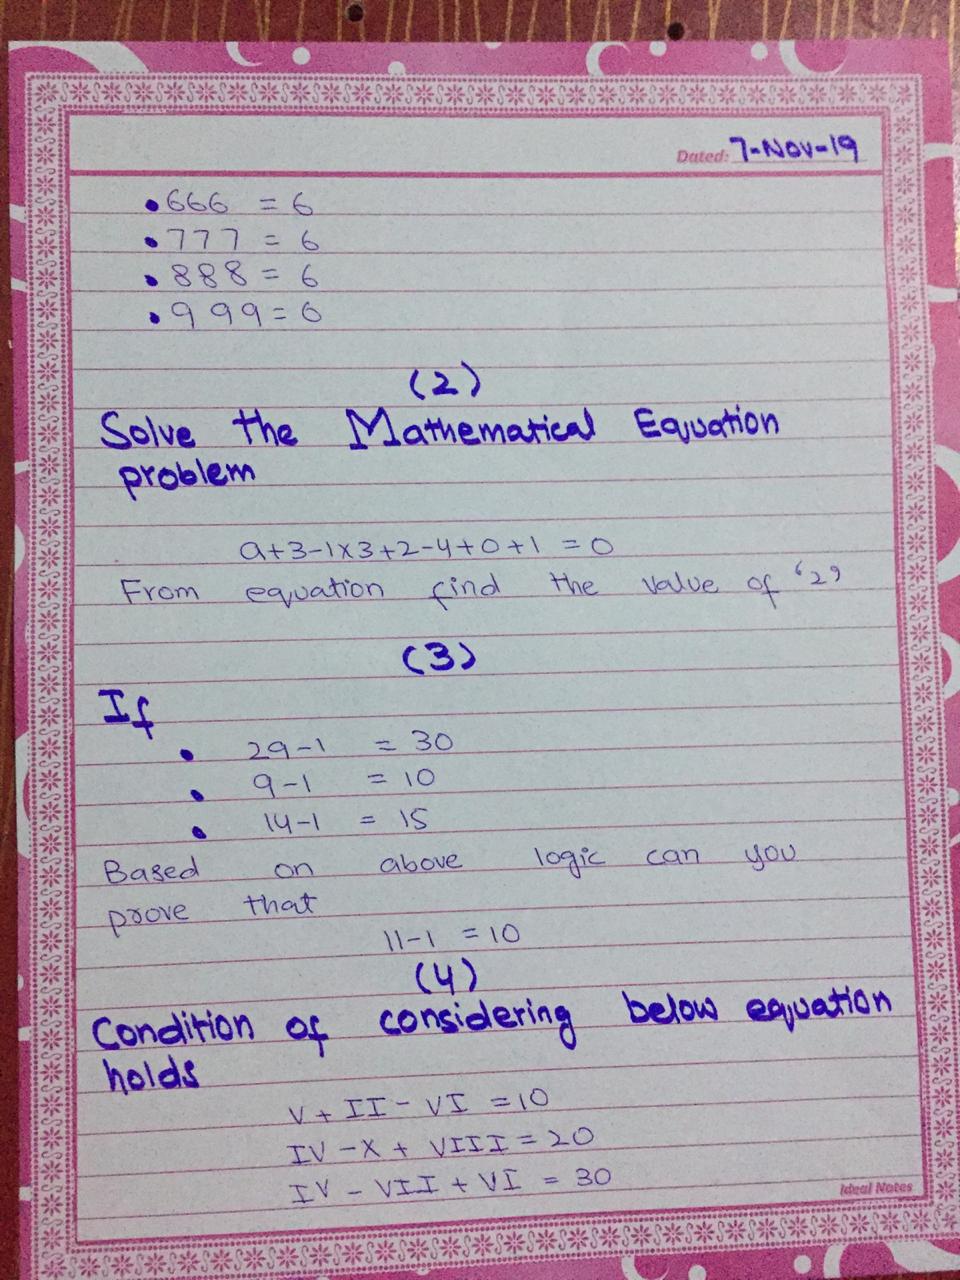 Dated: 7-Nov-19
• 666 = 6
• 777 = 6
• 888 = 6
• 999 = 6
(2)
Solve the Mathematical Equation
problem
a+3-1x3+2-4+0+1 = 0
From equation find the value of '2'
(3)
If
• 29-1 = 30
• 9-1 = 10
• 14-1 = 15
Based on above logic can you
prove that
11-1 = 10
(4)
Condition of considering below equation
holds
V + II - VI = 10
IV - X + VIII = 20
IV - VII + VI = 30
Ideal Notes